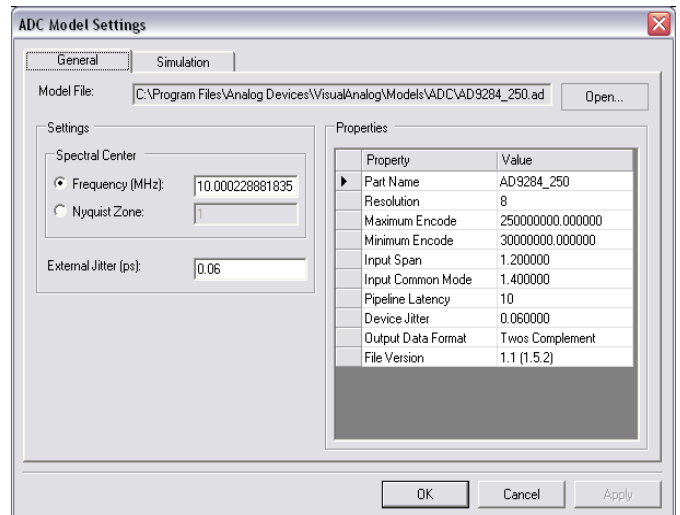 ADC Model Settings
General
Simulation
Model File:
C:\Program Files\Analog Devices\VisualAnalog\Models\ADC\AD9284_250.ad
Open...
Settings
Spectral Center
Frequency (MHz):
10.000228881835
Nyquist Zone:
1
External Jitter (ps):
0.06
Properties
Property Value
Part Name AD9284_250
Resolution 8
Maximum Encode 250000000.000000
Minimum Encode 30000000.000000
Input Span 1.200000
Input Common Mode 1.400000
Pipeline Latency 10
Device Jitter 0.060000
Output Data Format Twos Complement
File Version 1.1 (1.5.2)
OK
Cancel
Apply